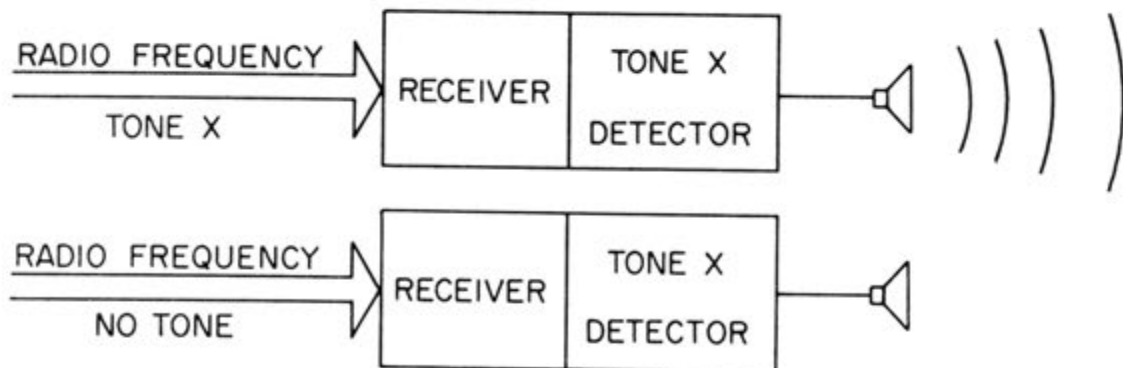 RADIO FREQUENCY
TONE X
RECEIVER
TONE X
DETECTOR
RADIO FREQUENCY
NO TONE
RECEIVER
TONE X
DETECTOR